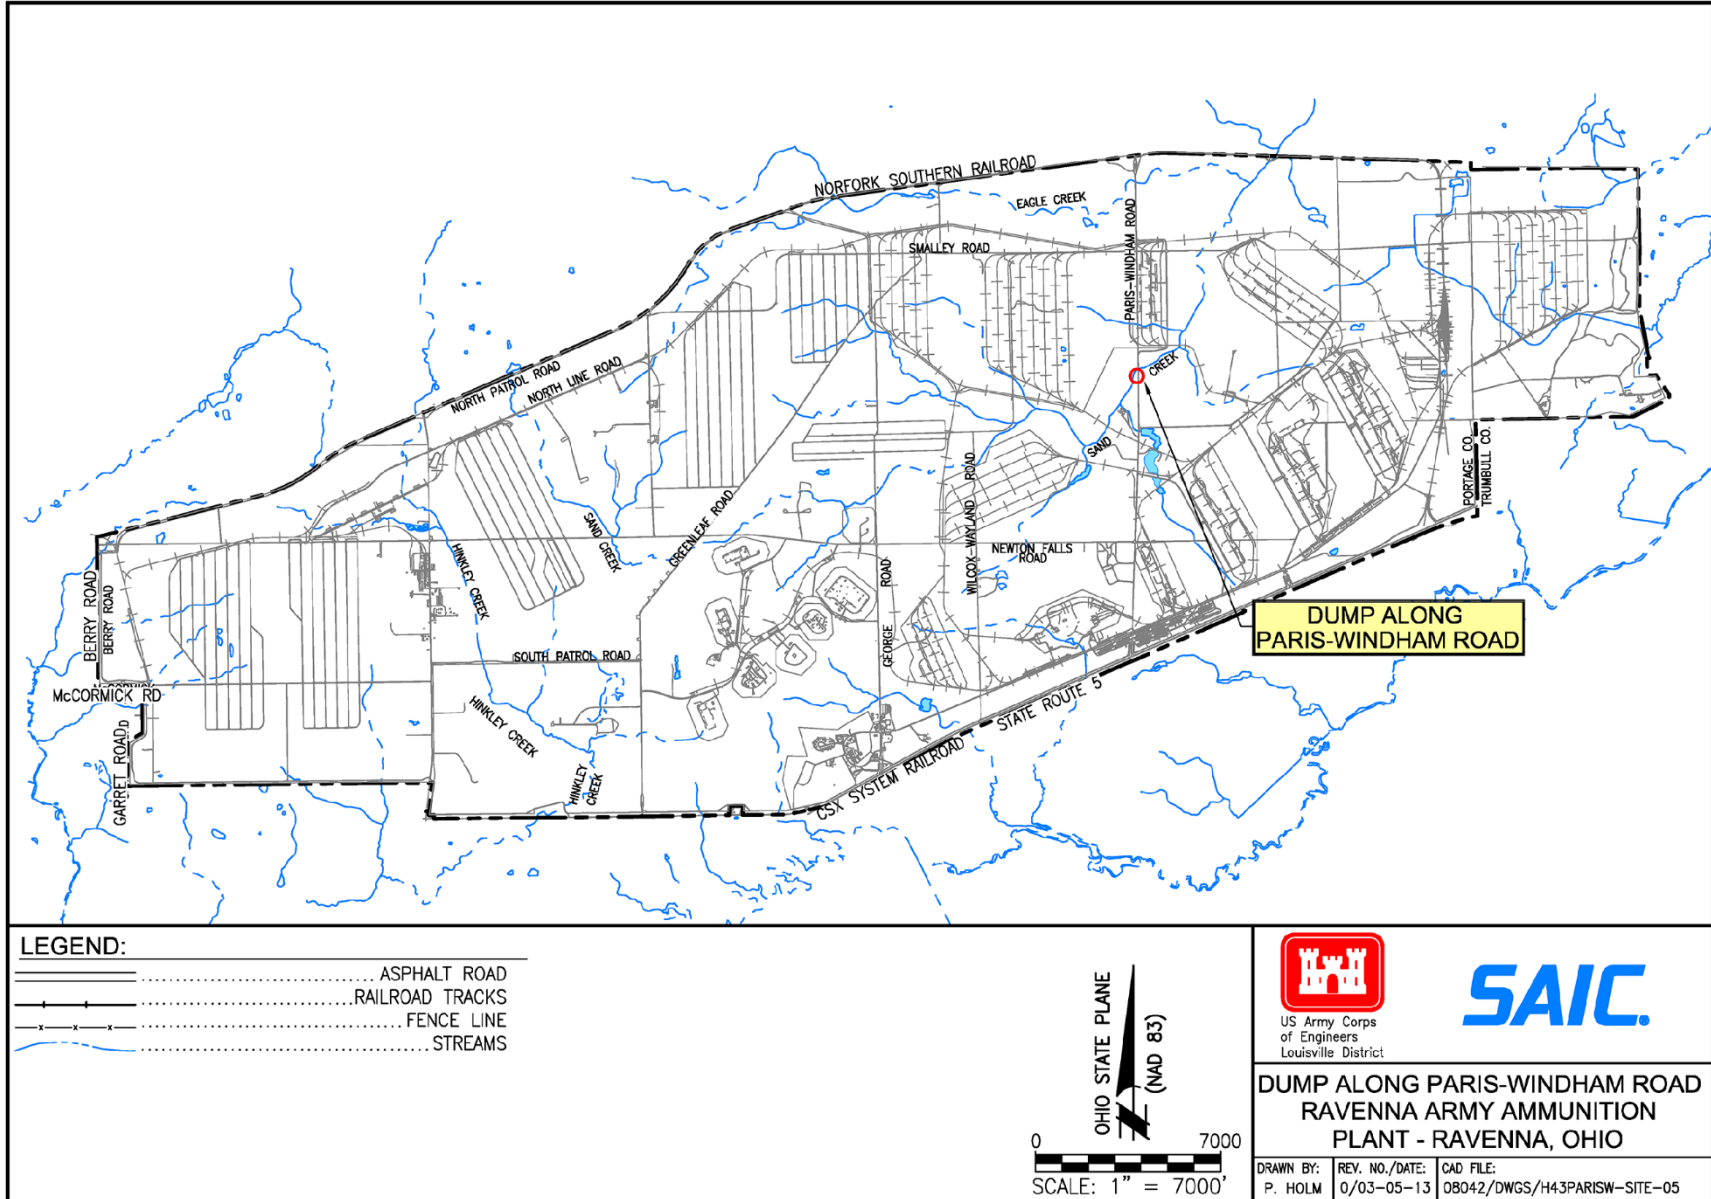 NORFORK SOUTHERN RAILROAD
EAGLE CREEK
SMALLEY ROAD
PARIS-WINDHAM ROAD
NORTH PATROL ROAD
NORTH LINE ROAD
CREEK
SAND
PORTAGE CO.
TRUMBULL CO.
GREENLEAF ROAD
SAND CREEK
WILCOX-WAYLAND ROAD
NEWTON FALLS
ROAD
HINKLEY CREEK
GEORGE ROAD
BERRY ROAD
BERRY ROAD
DUMP ALONG
PARIS-WINDHAM ROAD
SOUTH PATROL ROAD
McCORMICK RD
HINKLEY CREEK
STATE ROUTE 5
GARRET ROAD
HINKLEY
CREEK
CSX SYSTEM RAILROAD
LEGEND:
ASPHALT ROAD
RAILROAD TRACKS
FENCE LINE
STREAMS
OHIO STATE PLANE
(NAD 83)
0 7000
SCALE: 1" = 7000'
US Army Corps
of Engineers
Louisville District
SAIC.
DUMP ALONG PARIS-WINDHAM ROAD
RAVENNA ARMY AMMUNITION
PLANT - RAVENNA, OHIO
DRAWN BY:
P. HOLM
REV. NO./DATE:
0/03-05-13
CAD FILE:
08042/DWGS/H43PARISW-SITE-05